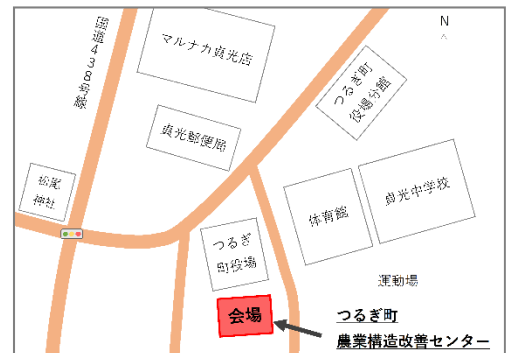 国道438号線
マルナカ貞光店
N
つるぎ町
役場分館
貞光郵便局
松尾
神社
体育館
貞光中学校
つるぎ
町役場
運動場
会場
つるぎ町
農業構造改善センター